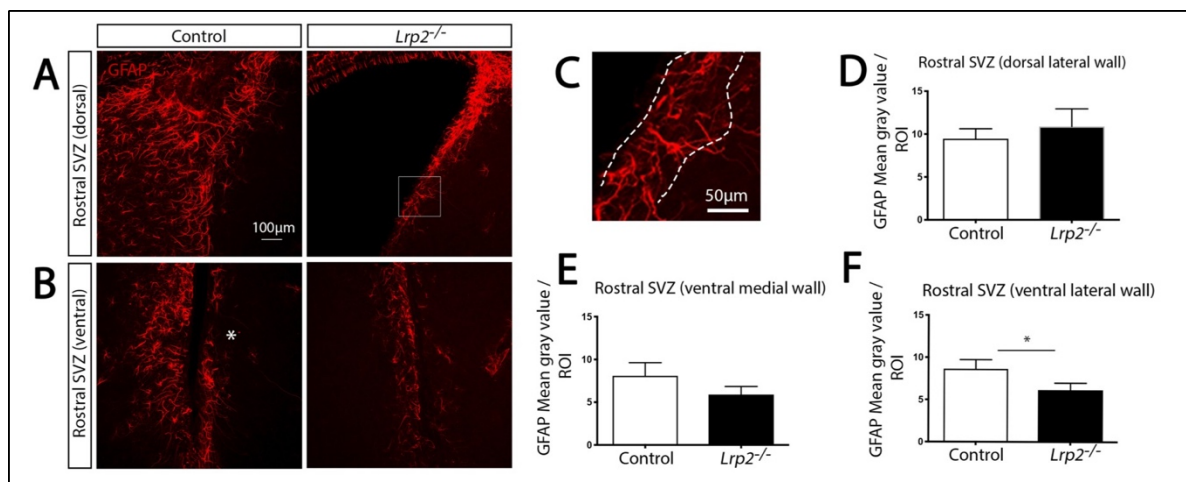 Control
Lrp2-/-
A
Rostral SVZ (dorsal)
GFAP
100µm
B
Rostral SVZ (ventral)
*
C
50µm
D
Rostral SVZ (dorsal lateral wall)
GFAP Mean gray value /
ROI
15
10
5
0
Control
Lrp2-/-
E
Rostral SVZ (ventral medial wall)
GFAP Mean gray value /
ROI
15
10
5
0
Control
Lrp2-/-
F
Rostral SVZ (ventral lateral wall)
GFAP Mean gray value /
ROI
15
10
5
0
*
Control
Lrp2-/-